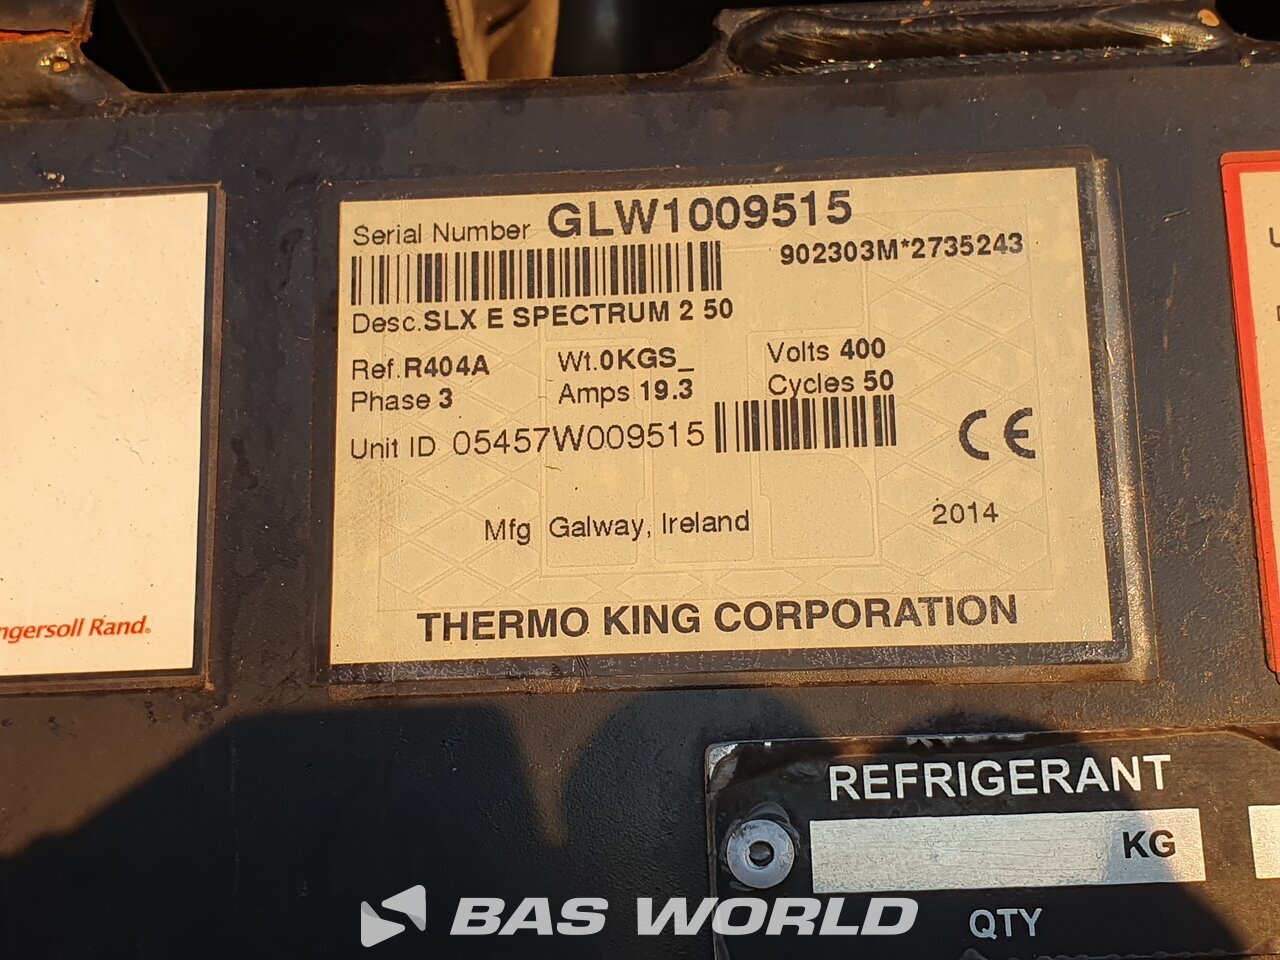 Serial Number GLW1009515
902303M*2735243
Desc.SLX E SPECTRUM 2 50
Ref.R404A Wt.0KGS_ Volts 400
Phase 3 Amps 19.3 Cycles 50
Unit ID 05457W009515
CE
Mfg Galway, Ireland 2014
THERMO KING CORPORATION
ngersoll Rand.
REFRIGERANT
KG
QTY
BAS WORLD